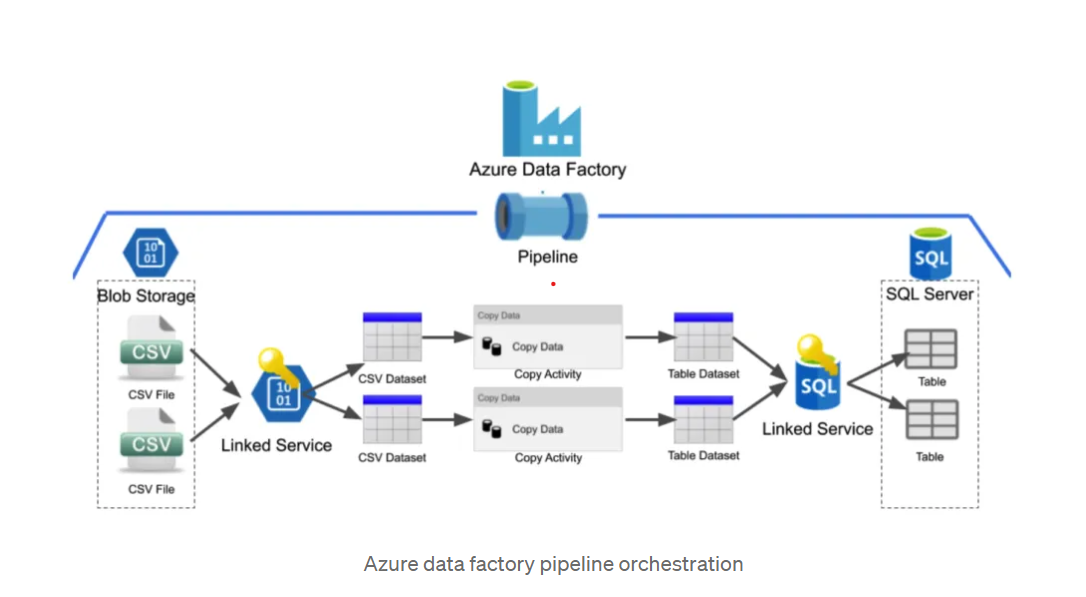 Azure Data Factory
Pipeline
10
01
Blob Storage
CSV
CSV File
CSV
CSV File
10
01
Linked Service
CSV Dataset
CSV Dataset
Copy Data
Copy Data
Copy Activity
Copy Data
Copy Data
Copy Activity
Table Dataset
Table Dataset
SQL
Linked Service
SQL
SQL Server
Table
Table
Azure data factory pipeline orchestration